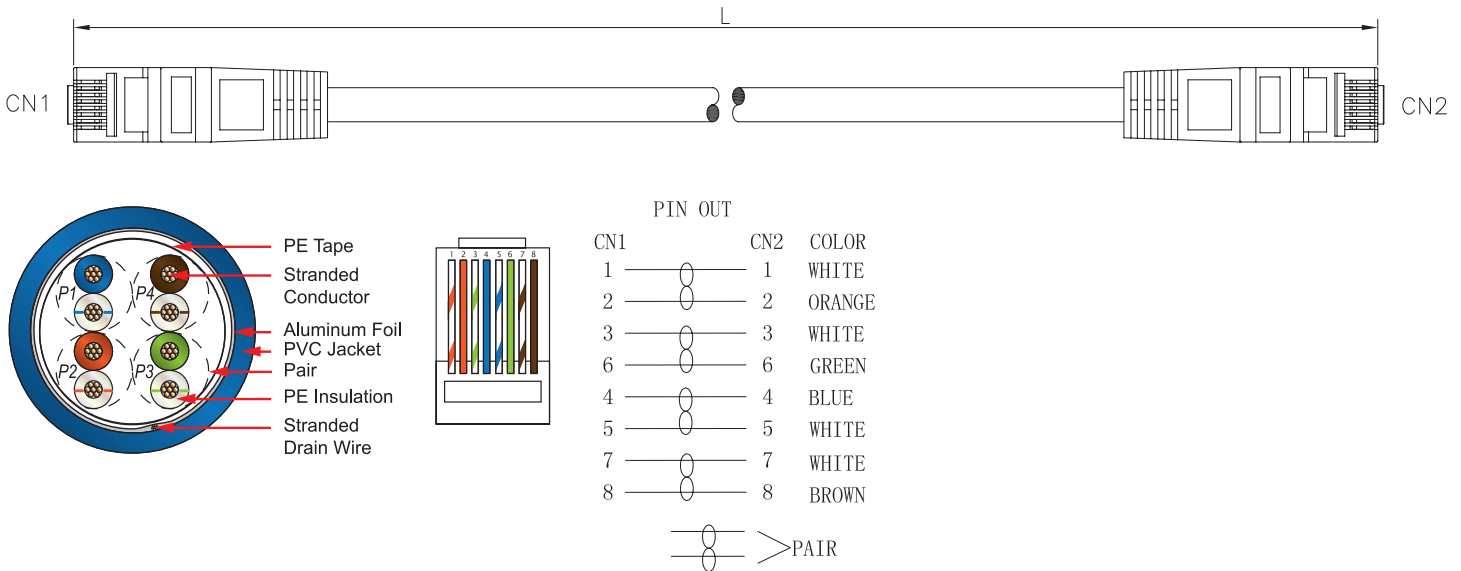 L
CN1
CN2
PE Tape
Stranded
Conductor
Aluminum Foil
PVC Jacket
Pair
PE Insulation
Stranded
Drain Wire
P1
P4
P2
P3
1 2 3 4 5 6 7 8
PIN OUT
CN1 CN2 COLOR
1 1 WHITE
2 2 ORANGE
3 3 WHITE
6 6 GREEN
4 4 BLUE
5 5 WHITE
7 7 WHITE
8 8 BROWN
PAIR